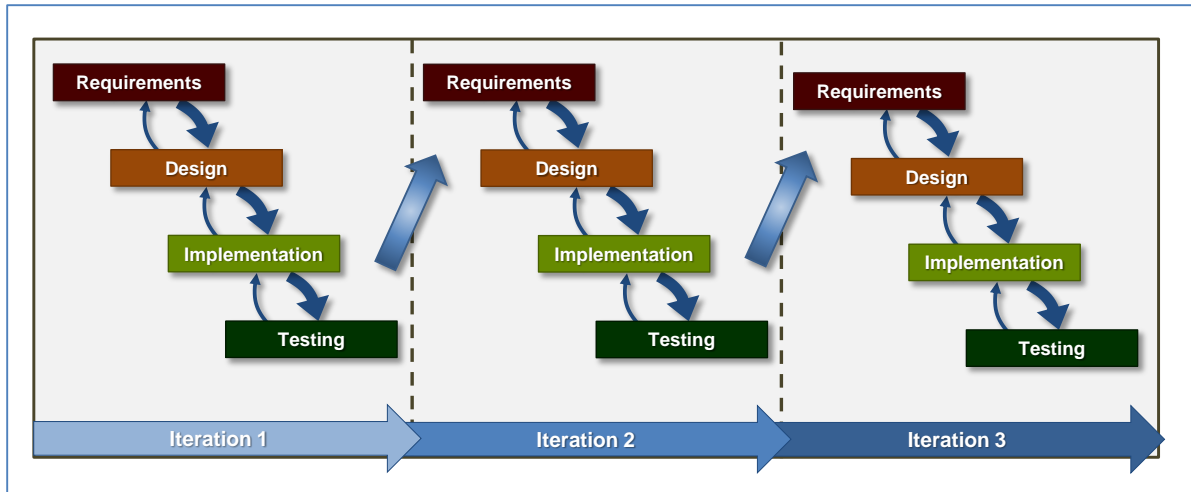 Requirements
Design
Implementation
Testing
Requirements
Design
Implementation
Testing
Requirements
Design
Implementation
Testing
Iteration 1
Iteration 2
Iteration 3